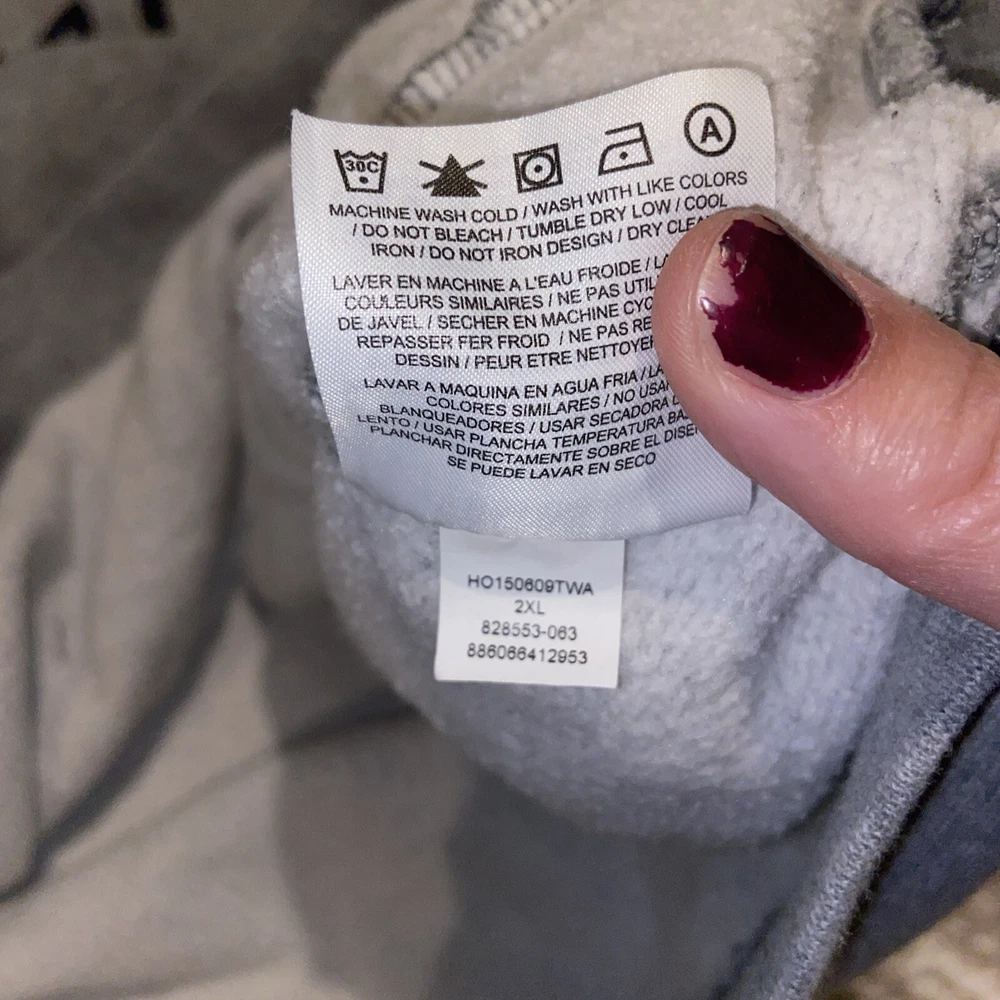 30C
A
MACHINE WASH COLD / WASH WITH LIKE COLORS
/ DO NOT BLEACH / TUMBLE DRY LOW / COOL
IRON / DO NOT IRON DESIGN / DRY
LAVER EN MACHINE A L'EAU FROIDE /
COULEURS SIMILAIRES / NE PAS
DE JAVEL / SECHER EN MACHINE
REPASSER FER FROID / NE PAS
DESSIN / PEUR ETRE
LAVAR A MAQUINA EN AGUA FRIA /
COLORES SIMILARES / NO
BLANQUEADORES / USAR SECADORA
LENTO / USAR PLANCHA TEMPERATURA
PLANCHAR DIRECTAMENTE SOBRE EL
SE PUEDE LAVAR EN SECO
HO150609TWA
2XL
828553-063
886066412953